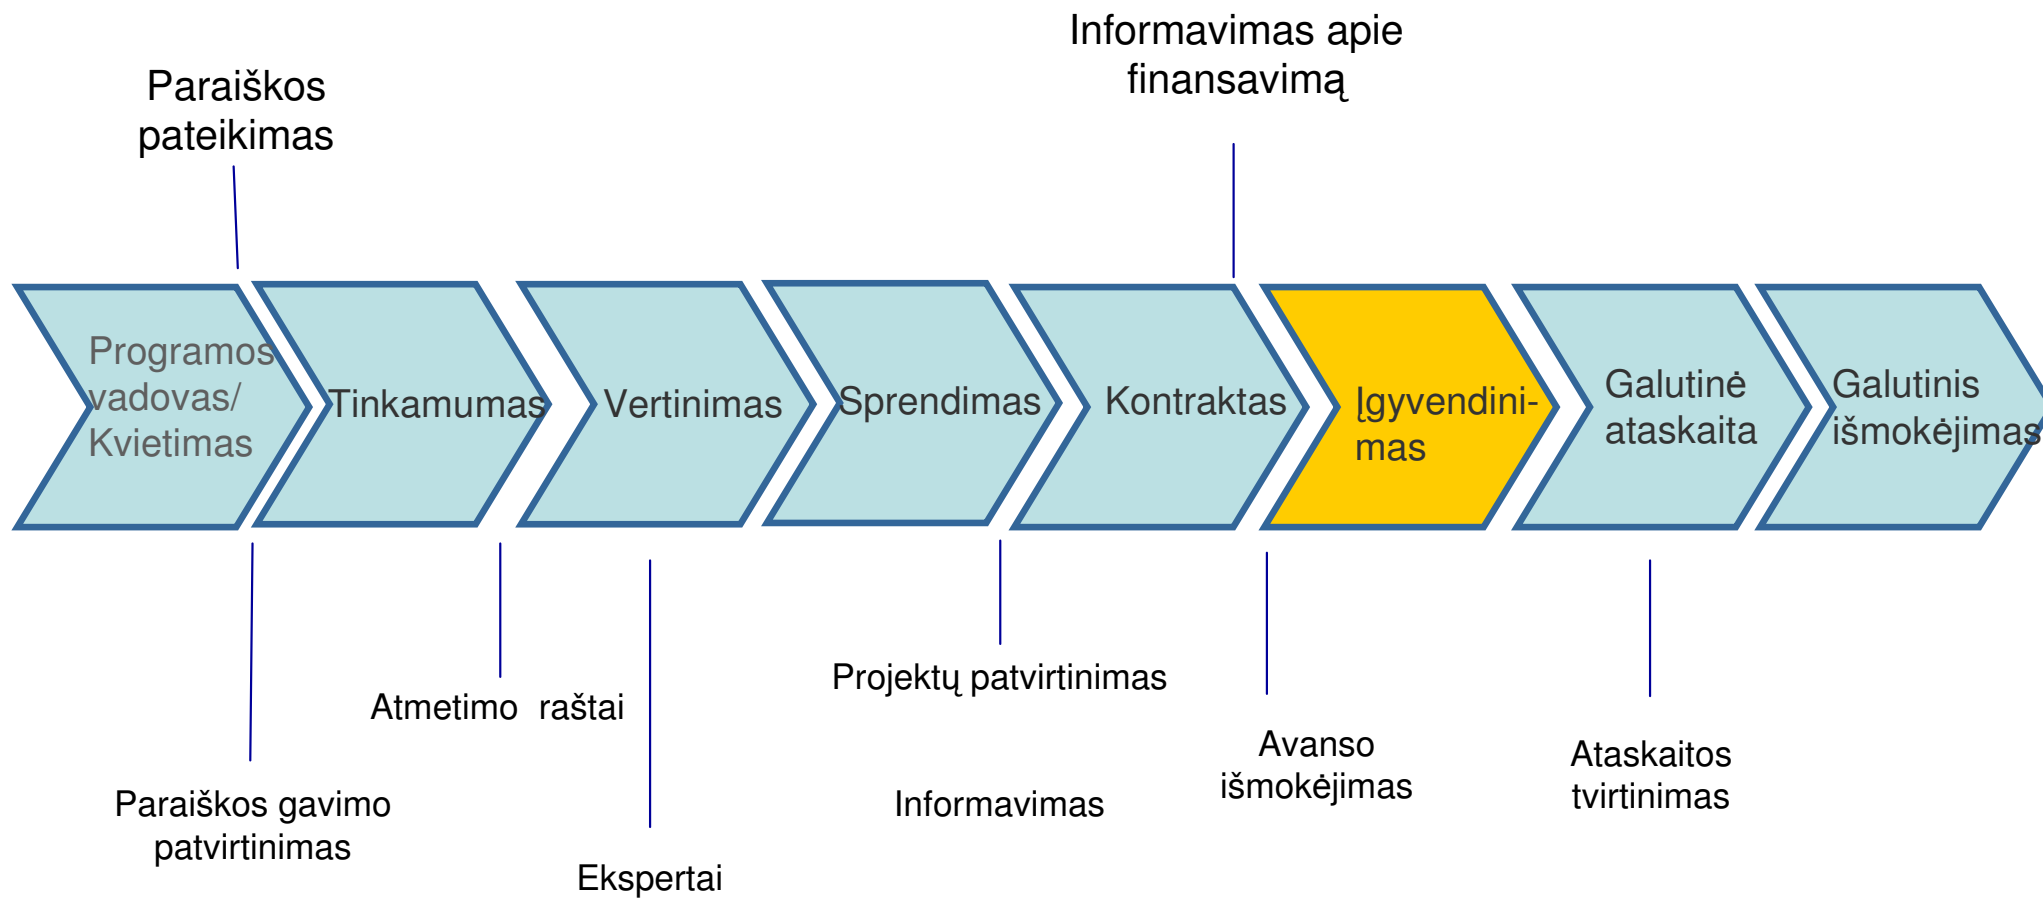 Informavimas apie
finansavimą
Paraiškos
pateikimas
Programos
vadovas/
Kvietimas
Tinkamumas
Vertinimas
Sprendimas
Kontraktas
Įgyvendini-
mas
Galutinė
ataskaita
Galutinis
išmokėjimas
Projektų patvirtinimas
Atmetimo raštai
Avanso
išmokėjimas
Ataskaitos
tvirtinimas
Paraiškos gavimo
patvirtinimas
Informavimas
Ekspertai